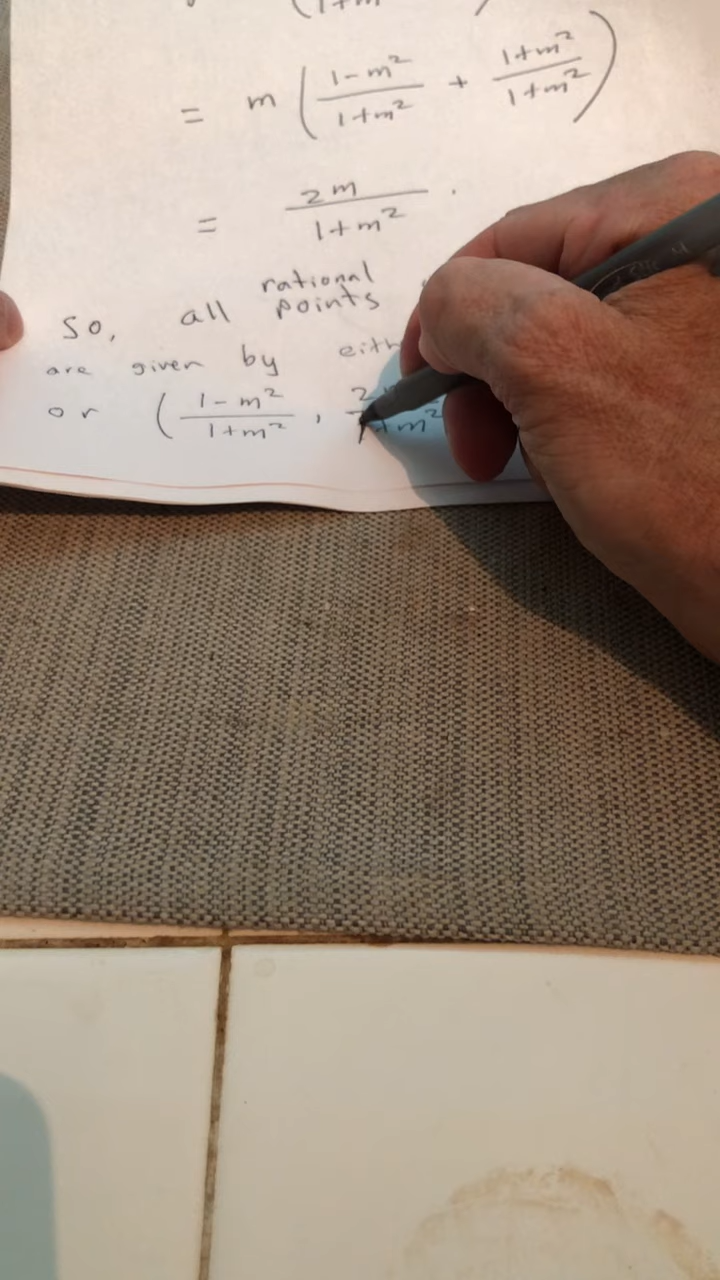 = m ( 1-m² / 1+m² + 1+m² / 1+m² )
= 2m / 1+m² .
So, all rational points
are given by
or ( 1-m² / 1+m² ,